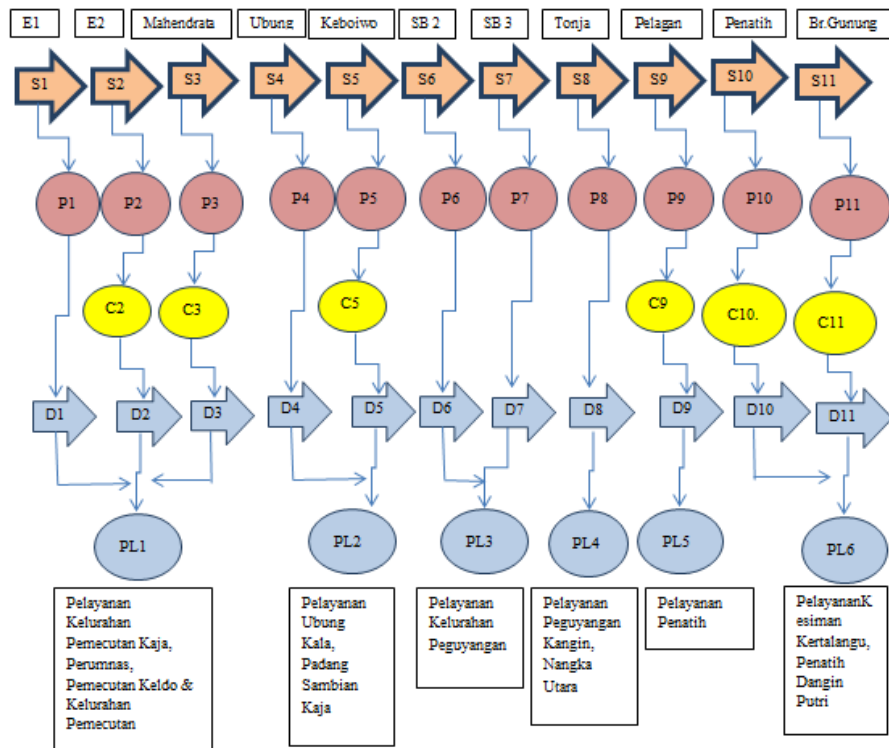 E1 E2 Mahendrata Ubung Keboiwo SB 2 SB 3 Tonja Pelagan Penatih Br.Gunung
S1 S2 S3 S4 S5 S6 S7 S8 S9 S10 S11
P1 P2 P3 P4 P5 P6 P7 P8 P9 P10 P11
C2 C3 C5 C9 C10. C11
D1 D2 D3 D4 D5 D6 D7 D8 D9 D10 D11
PL1 PL2 PL3 PL4 PL5 PL6
Pelayanan
Kelurahan
Pemecutan Kaja,
Perumnas,
Pemecutan Keldo &
Kelurahan
Pemecutan
Pelayanan
Ubung
Kala,
Padang
Sambian
Kaja
Pelayanan
Kelurahan
Peguyangan
Pelayanan
Peguyangan
Kangin,
Nangka
Utara
Pelayanan
Penatih
PelayananK
esiman
Kertalangu,
Penatih
Dangin
Putri